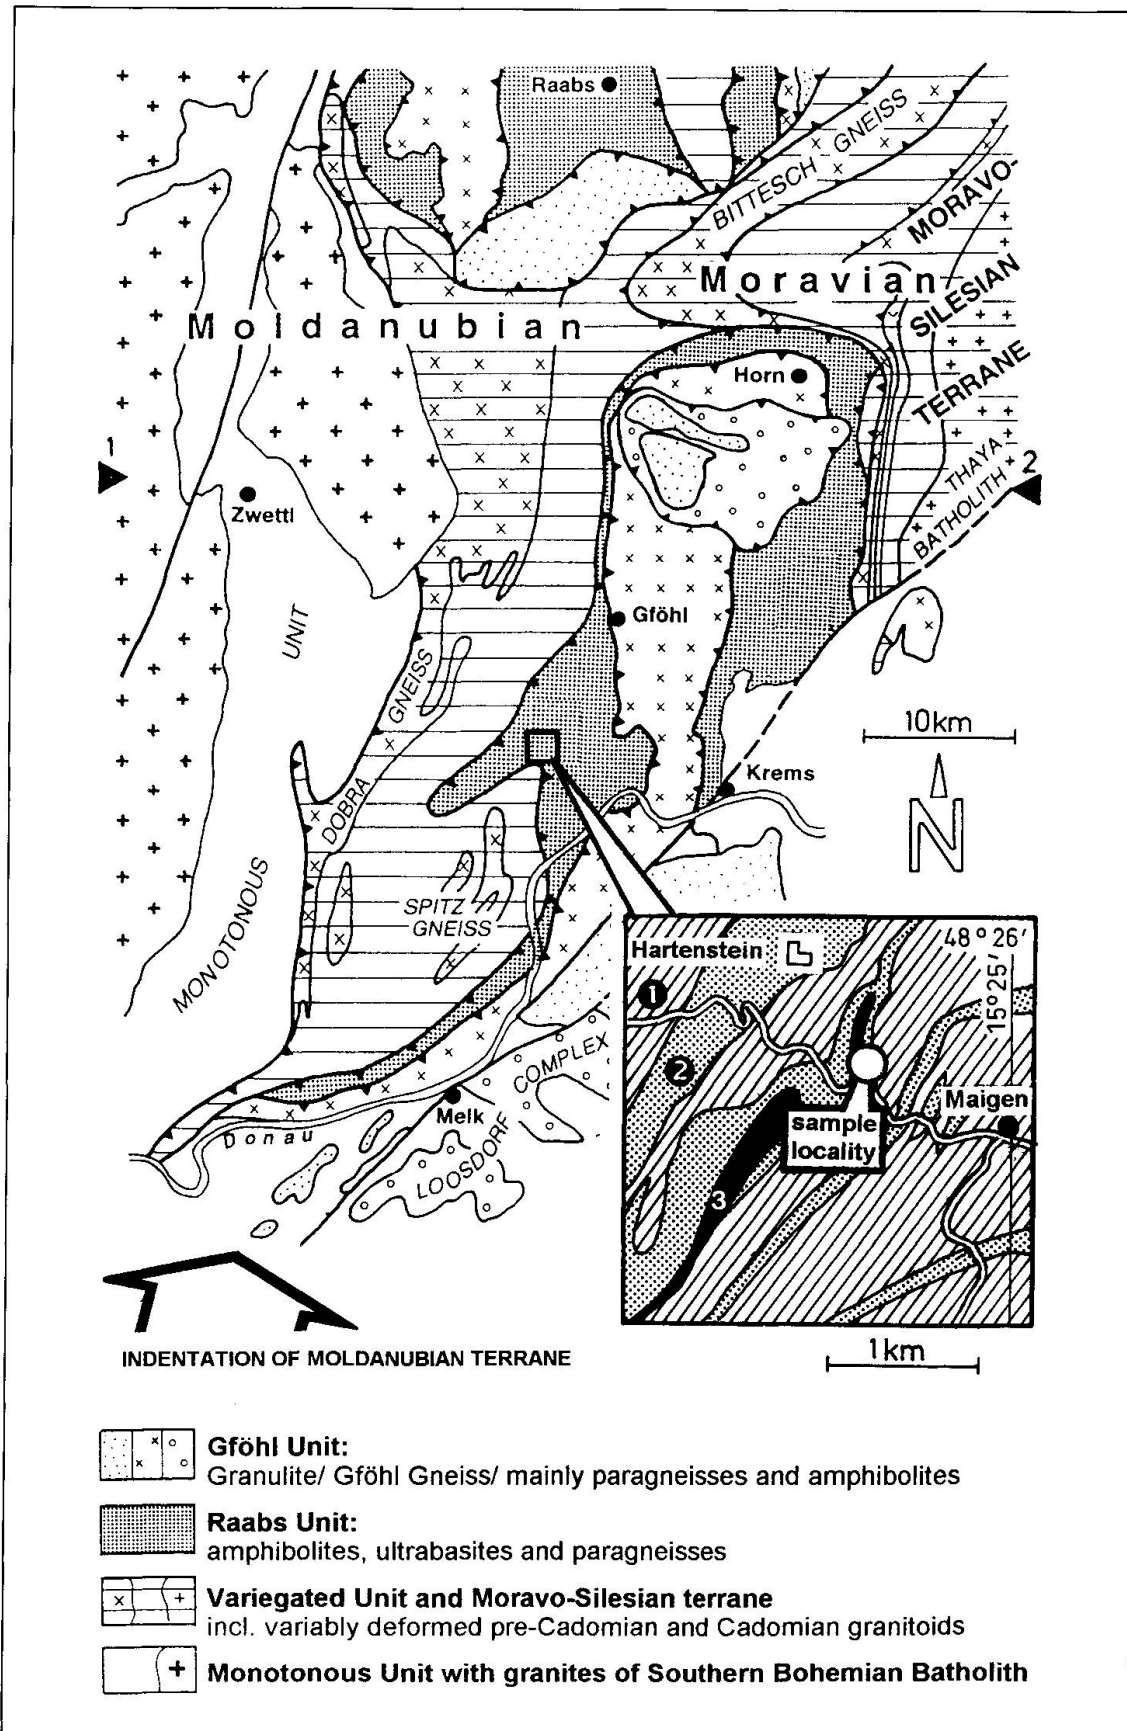 Raabs
BITTESCH GNEISS
MORAVO-
SILESIAN
TERRANE
Moravian
Moldanubian
Horn
1
2
THAYA
BATHOLITH
Zwettl
UNIT
Gföhl
GNEISS
DOBRA
10km
N
Krems
MONOTONOUS
SPITZ
GNEISS
Hartenstein
48° 26'
15° 25'
1
2
3
Maigen
sample
locality
COMPLEX
LOOSDORF
Melk
Donau
1km
INDENTATION OF MOLDANUBIAN TERRANE
Gföhl Unit:
Granulite/ Gföhl Gneiss/ mainly paragneisses and amphibolites
Raabs Unit:
amphibolites, ultrabasites and paragneisses
Variegated Unit and Moravo-Silesian terrane
incl. variably deformed pre-Cadomian and Cadomian granitoids
Monotonous Unit with granites of Southern Bohemian Batholith